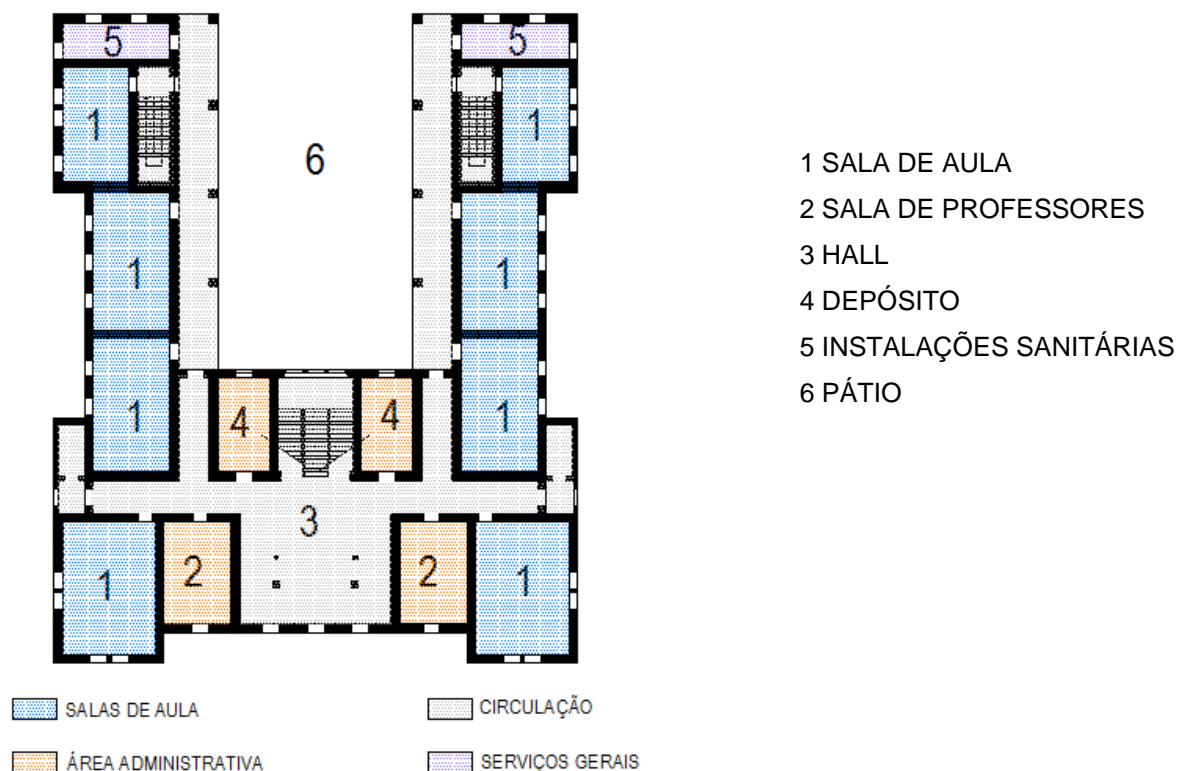 5 5
1 1
6
1 1
1 1
4 4
3
1 2 2 1
1 SALA DE AULA
2 SALA DE PROFESSORES
3 HALL
4 DEPÓSITO
5 INSTALAÇÕES SANITÁRIAS
6 PÁTIO
SALAS DE AULA
CIRCULAÇÃO
ÁREA ADMINISTRATIVA
SERVIÇOS GERAIS